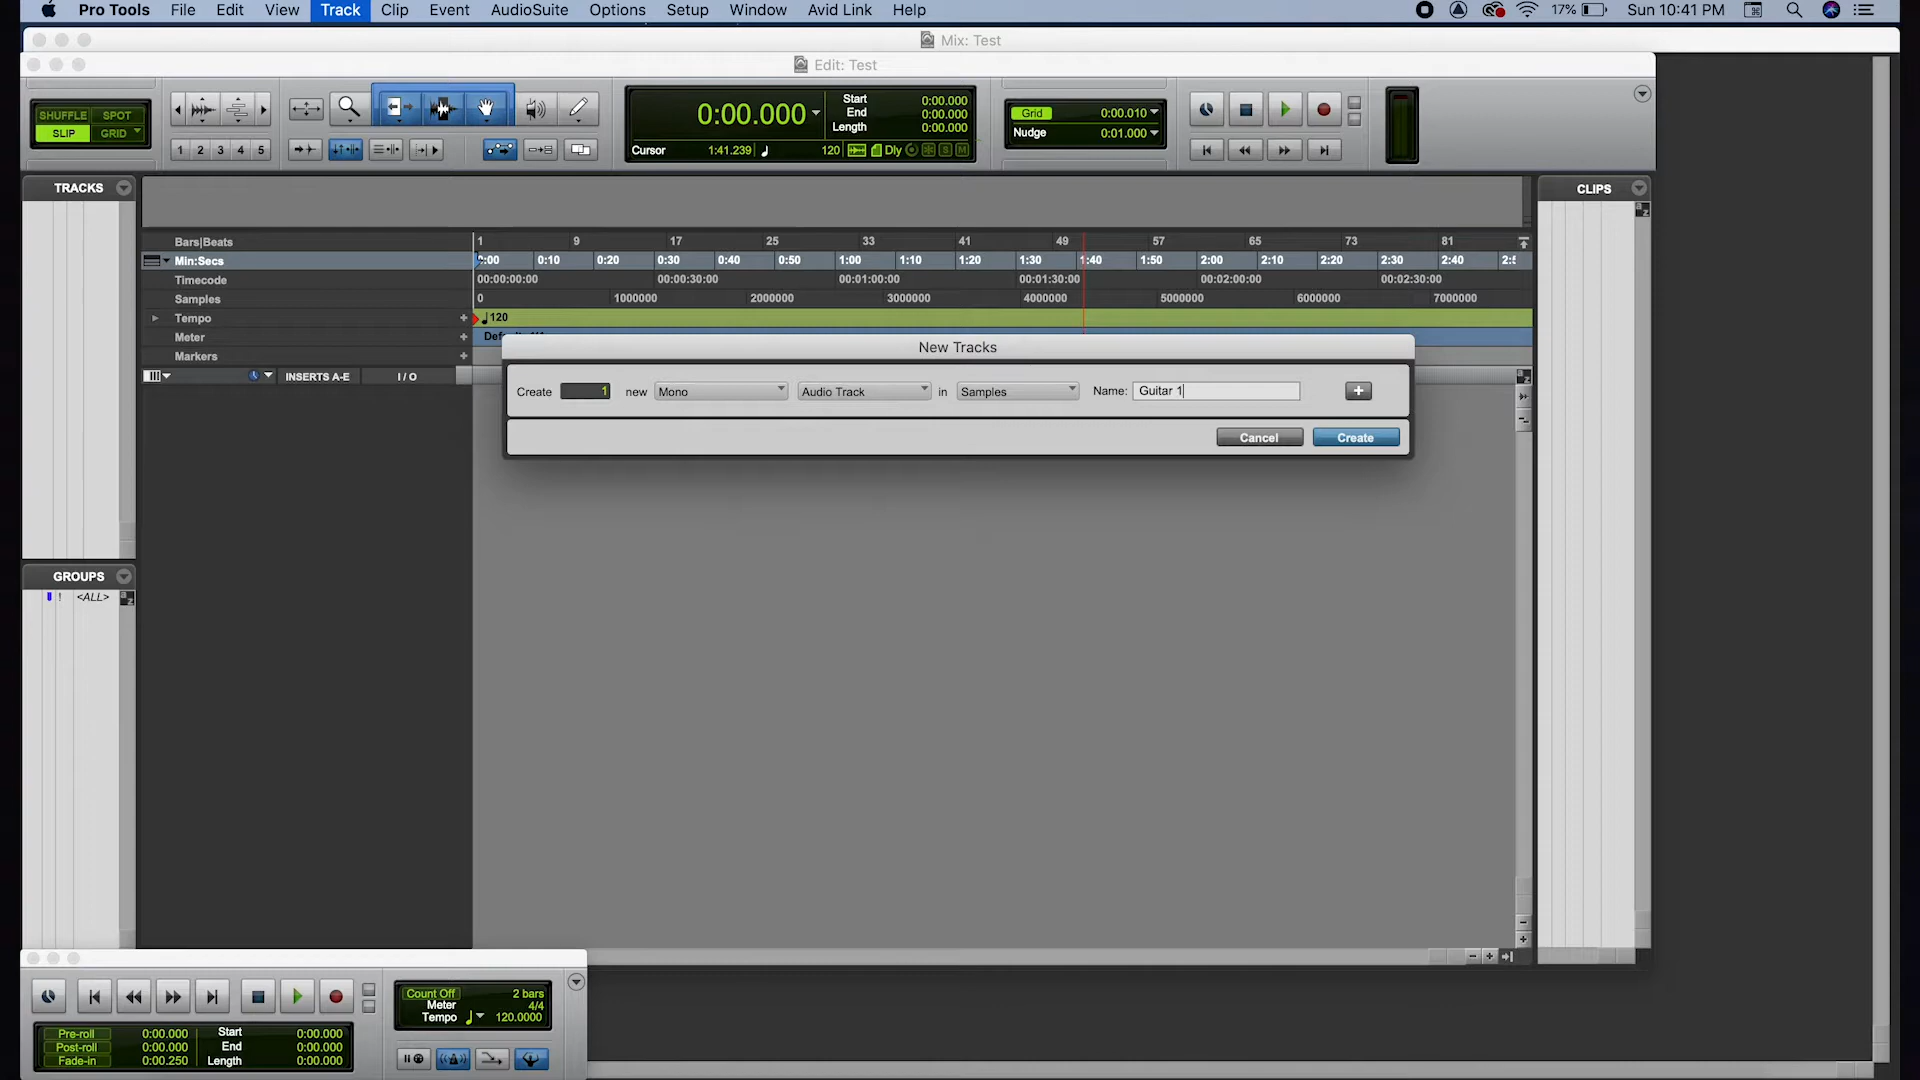 Pro Tools File Edit View Track Clip Event AudioSuite Options Setup Window Avid Link Help 17% Sun 10:41 PM
Mix: Test
Edit: Test
SHUFFLE SPOT
SLIP GRID
1 2 3 4 5
0:00.000
Start 0:00.000
End 0:00.000
Length 0:00.000
Cursor 1:41.239 120 Dly S M
Grid 0:00.010
Nudge 0:01.000
TRACKS
CLIPS
Bars|Beats 1 9 17 25 33 41 49 57 65 73 81
Min:Secs 0:10 0:20 0:30 0:40 0:50 1:00 1:10 1:20 1:30 1:40 1:50 2:00 2:10 2:20 2:30 2:40
Timecode 00:00:00:00 00:00:30:00 00:01:00:00 00:01:30:00 00:02:00:00 00:02:30:00
Samples 0 1000000 2000000 3000000 4000000 5000000 6000000 7000000
Tempo + 120
Meter +
Markers +
INSERTS A-E I / O
New Tracks
Create 1 new Mono Audio Track in Samples Name: Guitar 1 +
Cancel Create
GROUPS
! <ALL>
a z
Count Off 2 bars
Meter 4/4
Tempo 120.0000
Pre-roll 0:00.000 Start 0:00.000
Post-roll 0:00.000 End 0:00.000
Fade-in 0:00.250 Length 0:00.000